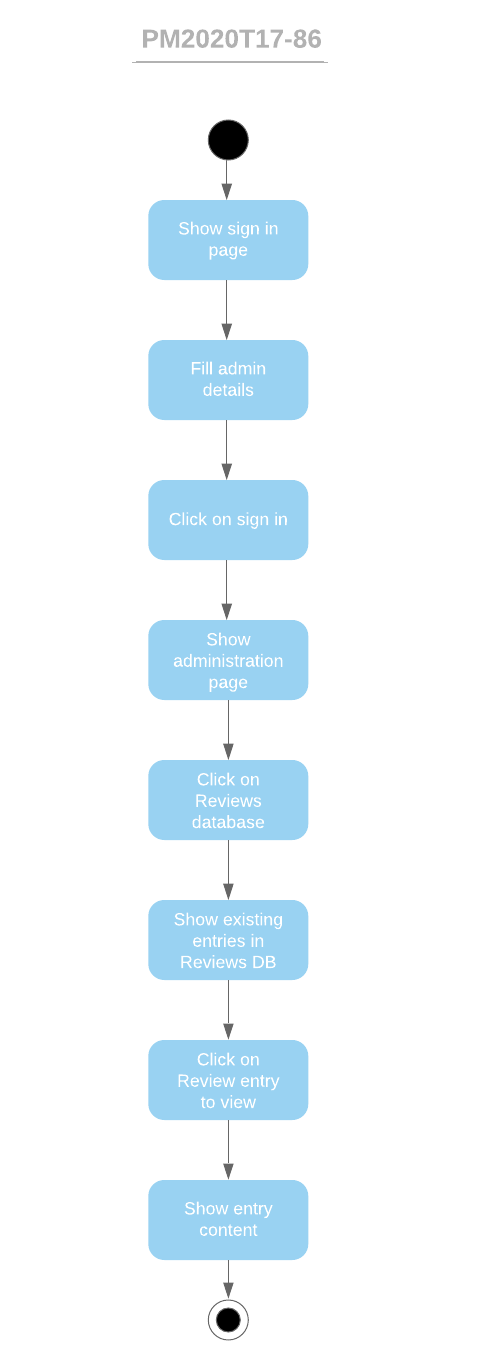 PM2020T17-86
Show sign in
page
Fill admin
details
Click on sign in
Show
administration
page
Click on
Reviews
database
Show existing
entries in
Reviews DB
Click on
Review entry
to view
Show entry
content